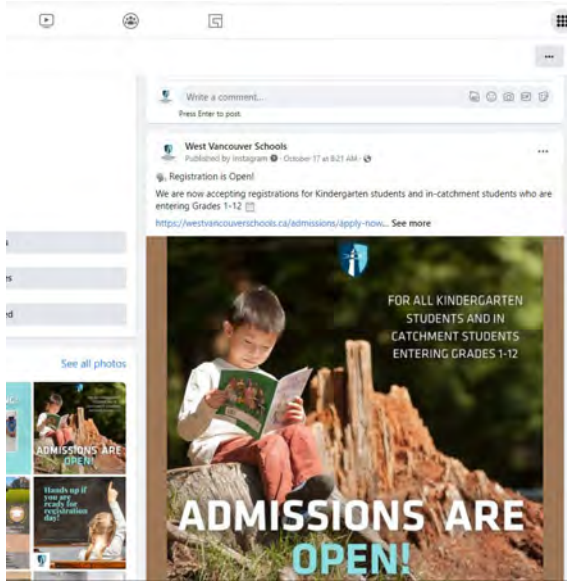 Write a comment...
Press Enter to post.
West Vancouver Schools
Published by Instagram · October 17 at 8:21 AM ·
Registration is Open!
We are now accepting registrations for Kindergarten students and in-catchment students who are
entering Grades 1-12
https://westvancouverschools.ca/admissions/apply-now... See more
FOR ALL KINDERGARTEN
STUDENTS AND IN
CATCHMENT STUDENTS
ENTERING GRADES 1-12
ADMISSIONS ARE
OPEN!
See all photos
ADMISSIONS ARE
OPEN!
Hands up if
you are
ready for
registration
day!